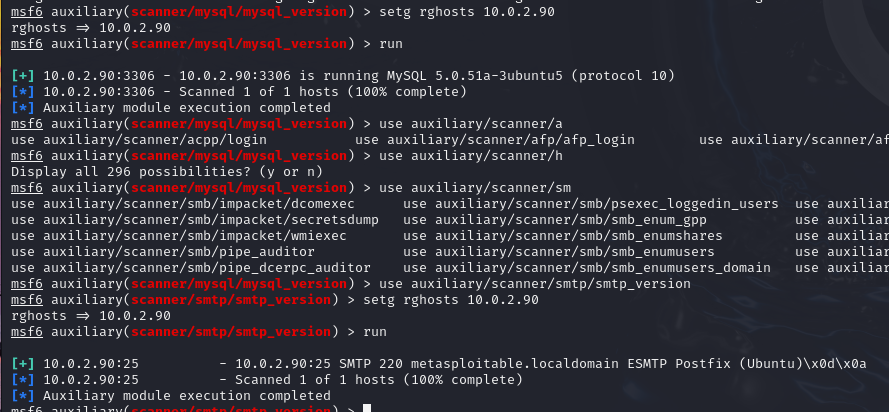 msf6 auxiliary(scanner/mysql/mysql_version) > setg rghosts 10.0.2.90
rghosts => 10.0.2.90
msf6 auxiliary(scanner/mysql/mysql_version) > run
[+] 10.0.2.90:3306 - 10.0.2.90:3306 is running MySQL 5.0.51a-3ubuntu5 (protocol 10)
[*] 10.0.2.90:3306 - Scanned 1 of 1 hosts (100% complete)
[*] Auxiliary module execution completed
msf6 auxiliary(scanner/mysql/mysql_version) > use auxiliary/scanner/a
use auxiliary/scanner/acpp/login use auxiliary/scanner/afp/afp_login use auxiliary/scanner/af
msf6 auxiliary(scanner/mysql/mysql_version) > use auxiliary/scanner/h
Display all 296 possibilities? (y or n)
msf6 auxiliary(scanner/mysql/mysql_version) > use auxiliary/scanner/sm
use auxiliary/scanner/smb/impacket/dcomexec use auxiliary/scanner/smb/psexec_loggedin_users use auxiliar
use auxiliary/scanner/smb/impacket/secretsdump use auxiliary/scanner/smb/smb_enum_gpp use auxiliar
use auxiliary/scanner/smb/impacket/wmiexec use auxiliary/scanner/smb/smb_enumshares use auxiliar
use auxiliary/scanner/smb/pipe_auditor use auxiliary/scanner/smb/smb_enumusers use auxiliar
use auxiliary/scanner/smb/pipe_dcerpc_auditor use auxiliary/scanner/smb/smb_enumusers_domain use auxiliar
msf6 auxiliary(scanner/mysql/mysql_version) > use auxiliary/scanner/smtp/smtp_version
msf6 auxiliary(scanner/smtp/smtp_version) > setg rghosts 10.0.2.90
rghosts => 10.0.2.90
msf6 auxiliary(scanner/smtp/smtp_version) > run
[+] 10.0.2.90:25 - 10.0.2.90:25 SMTP 220 metasploitable.localdomain ESMTP Postfix (Ubuntu)\x0d\x0a
[*] 10.0.2.90:25 - Scanned 1 of 1 hosts (100% complete)
[*] Auxiliary module execution completed
msf6 auxiliary(scanner/smtp/smtp_version) >